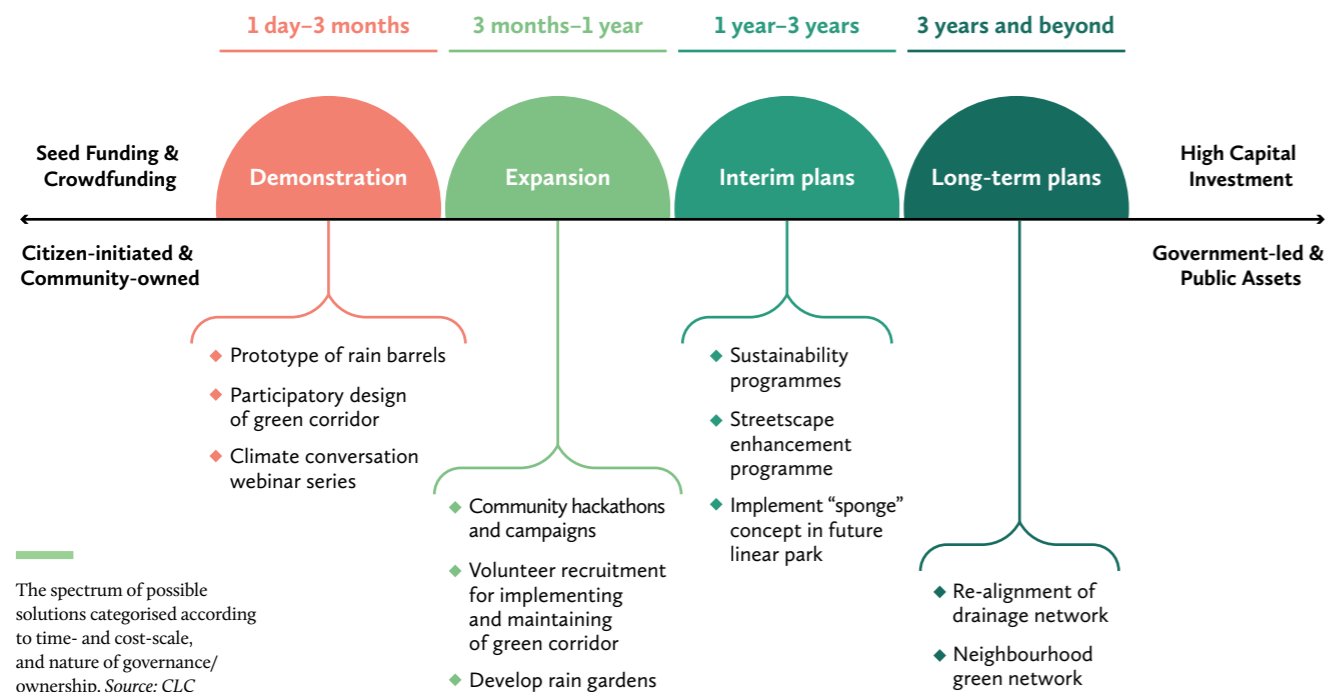 1 day–3 months
3 months–1 year
1 year–3 years
3 years and beyond
Seed Funding &
Crowdfunding
Demonstration
Expansion
Interim plans
Long-term plans
High Capital
Investment
Citizen-initiated &
Community-owned
Government-led &
Public Assets
◆ Prototype of rain barrels
◆ Participatory design
of green corridor
◆ Climate conversation
webinar series
◆ Community hackathons
and campaigns
◆ Volunteer recruitment
for implementing
and maintaining
of green corridor
◆ Develop rain gardens
◆ Sustainability
programmes
◆ Streetscape
enhancement
programme
◆ Implement “sponge”
concept in future
linear park
◆ Re-alignment of
drainage network
◆ Neighbourhood
green network
The spectrum of possible
solutions categorised according
to time- and cost-scale,
and nature of governance/
ownership. Source: CLC